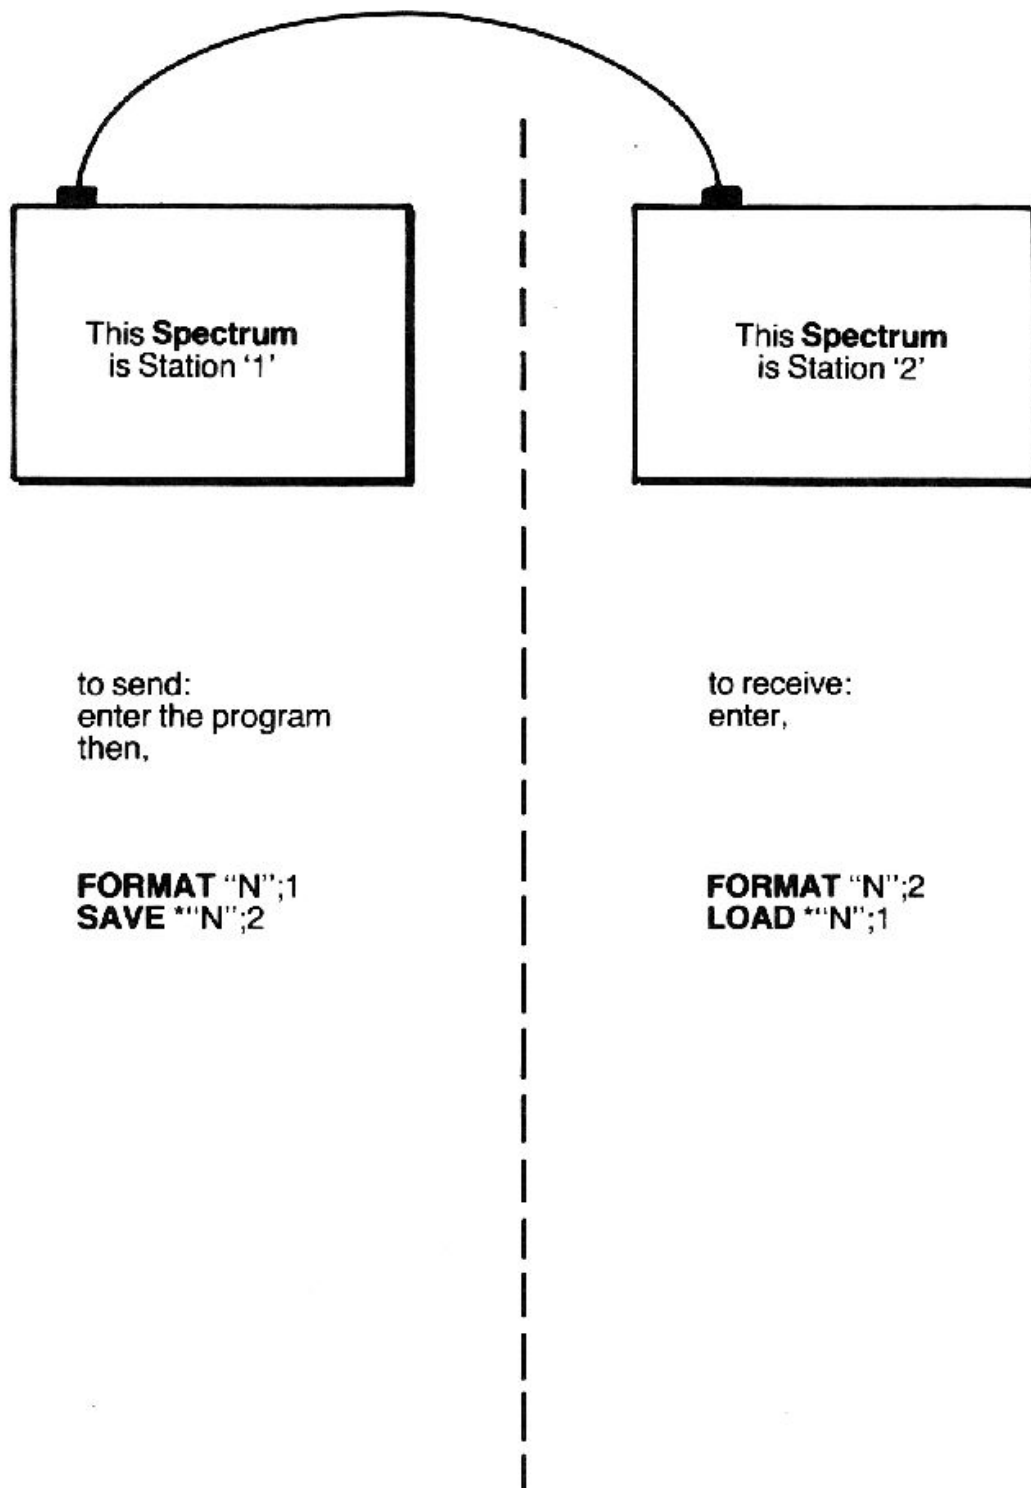 This Spectrum
is Station ‘1’
This Spectrum
is Station ‘2’
to send:
enter the program
then,
to receive:
enter,
FORMAT “N”;1
SAVE *“N”;2
FORMAT “N”;2
LOAD *“N”;1